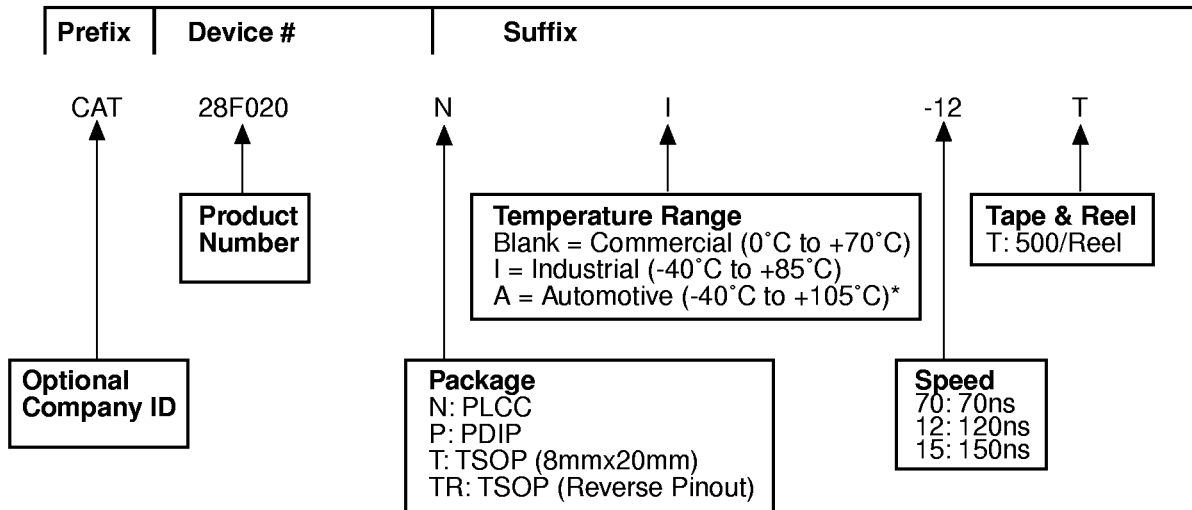 Prefix Device # Suffix
CAT 28F020 N I -12 T
Product
Number
Temperature Range
Blank = Commercial (0˚C to +70˚C)
I = Industrial (-40˚C to +85˚C)
A = Automotive (-40˚C to +105˚C)*
Tape & Reel
T: 500/Reel
Optional
Company ID
Package
N: PLCC
P: PDIP
T: TSOP (8mmx20mm)
TR: TSOP (Reverse Pinout)
Speed
70: 70ns
12: 120ns
15: 150ns